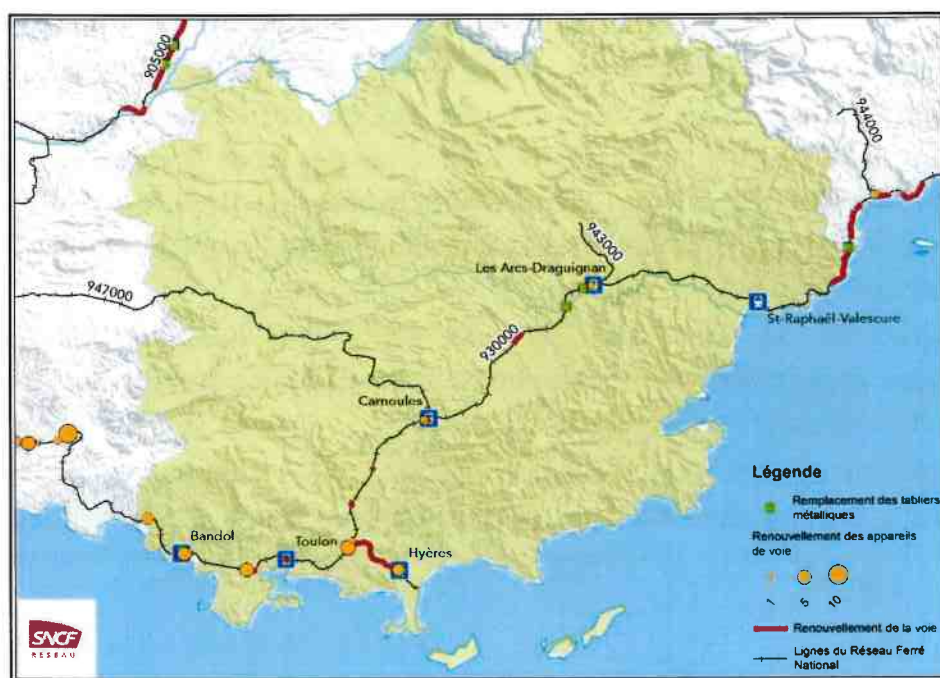 905000
944000
943000
Les Arcs-Draguignan
947000
St-Raphaël-Valescure
930000
Carnoules
Légende
Remplacement des tabliers
métalliques
Bandol
Toulon
Hyères
Renouvellement des appareils
de voie
1
5
10
SNCF
RÉSEAU
Renouvellement de la voie
Lignes du Réseau Ferré
National